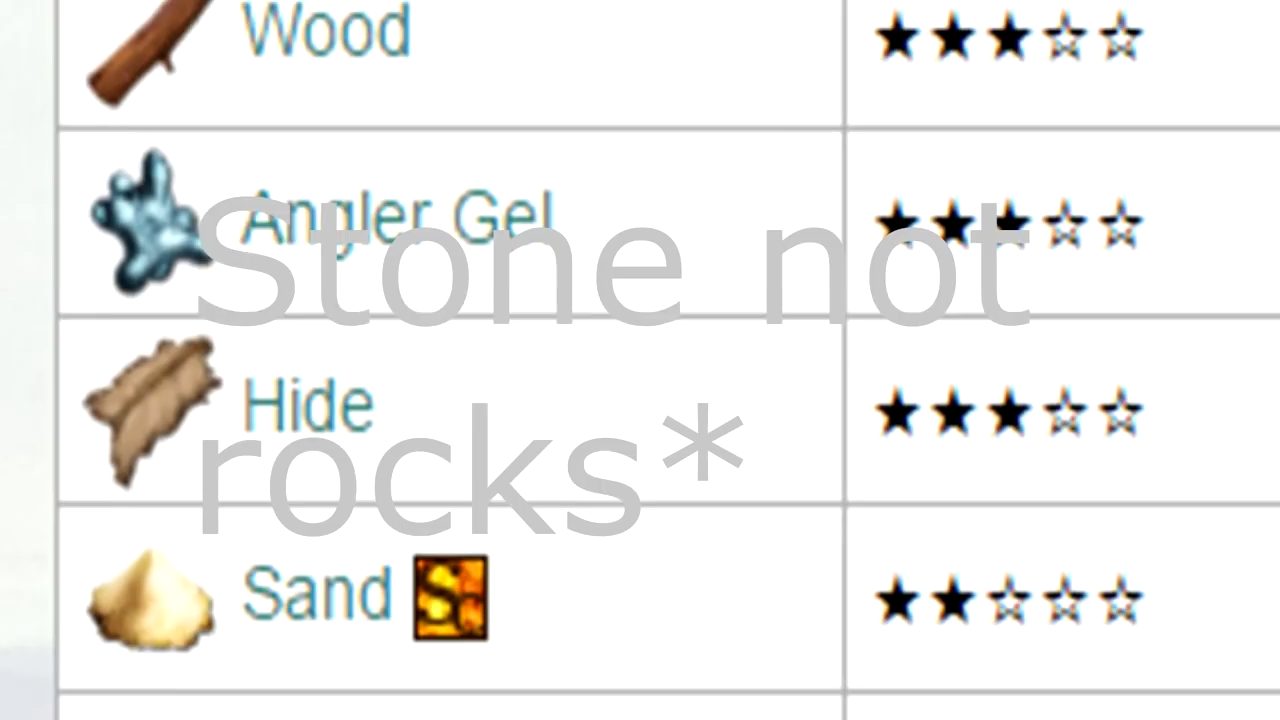 Wood ★★★☆☆
Angler Gel ★★★☆☆
Stone not
Hide ★★★☆☆
rocks*
Sand S ★★☆☆☆